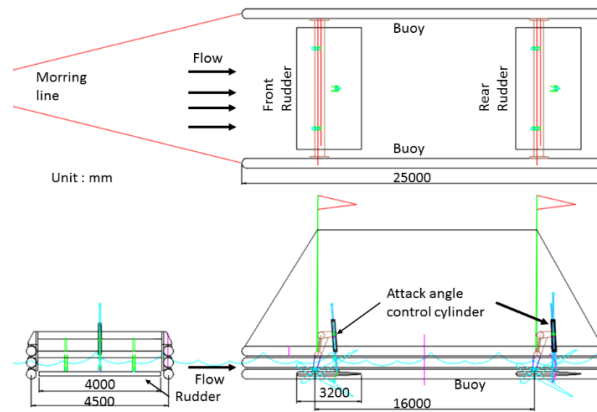 Buoy
Morring
line
Flow
Front
Rudder
Rear
Rudder
Buoy
Unit : mm
25000
Attack angle
control cylinder
4000
4500
Rudder
Flow
3200
Buoy
16000